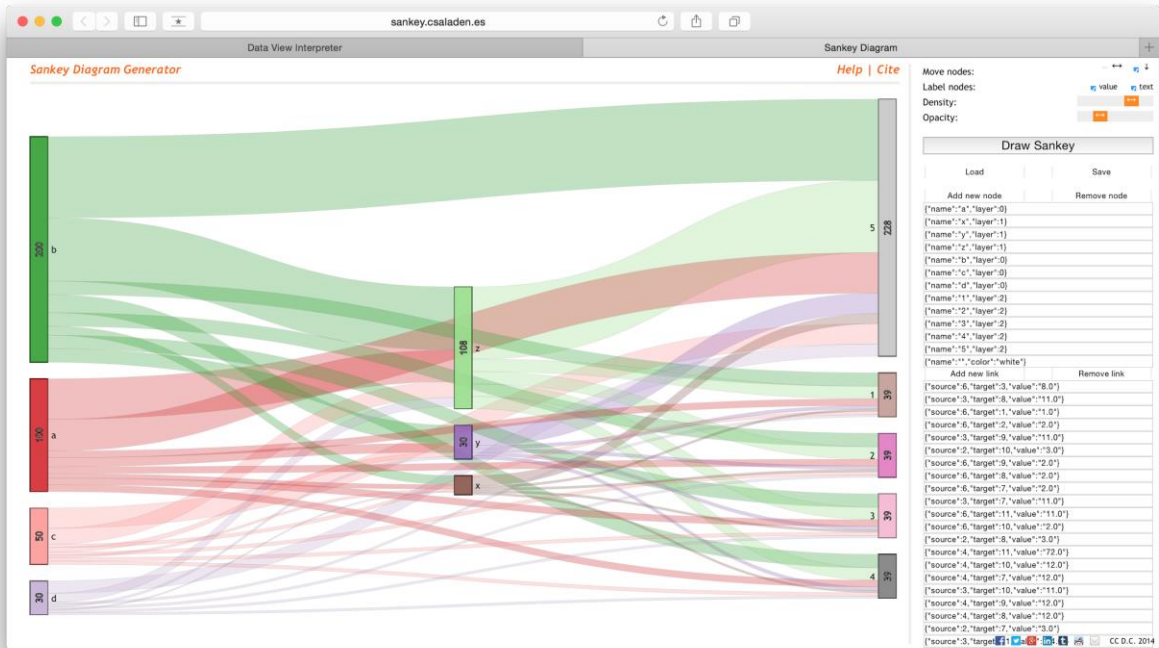 sankey.csaladen.es
Data View Interpreter
Sankey Diagram
Sankey Diagram Generator
Help | Cite
200
b
100
a
50
c
30
d
108
z
30
y
x
5
228
1
39
2
39
3
39
4
39
Move nodes:
Label nodes:
value
text
Density:
Opacity:
Draw Sankey
Load
Save
Add new node
Remove node
{"name":"a","layer":0}
{"name":"x","layer":1}
{"name":"y","layer":1}
{"name":"z","layer":1}
{"name":"b","layer":0}
{"name":"c","layer":0}
{"name":"d","layer":0}
{"name":"1","layer":2}
{"name":"2","layer":2}
{"name":"3","layer":2}
{"name":"4","layer":2}
{"name":"5","layer":2}
{"name":"","color":"white"}
Add new link
Remove link
{"source":6,"target":3,"value":"8.0"}
{"source":3,"target":8,"value":"11.0"}
{"source":6,"target":1,"value":"1.0"}
{"source":6,"target":2,"value":"2.0"}
{"source":3,"target":9,"value":"11.0"}
{"source":2,"target":10,"value":"3.0"}
{"source":6,"target":9,"value":"2.0"}
{"source":6,"target":8,"value":"2.0"}
{"source":6,"target":7,"value":"2.0"}
{"source":3,"target":7,"value":"11.0"}
{"source":6,"target":11,"value":"11.0"}
{"source":6,"target":10,"value":"2.0"}
{"source":2,"target":8,"value":"3.0"}
{"source":4,"target":11,"value":"72.0"}
{"source":4,"target":10,"value":"12.0"}
{"source":4,"target":7,"value":"12.0"}
{"source":3,"target":10,"value":"11.0"}
{"source":4,"target":9,"value":"12.0"}
{"source":4,"target":8,"value":"12.0"}
{"source":2,"target":7,"value":"3.0"}
{"source":3,"target"
CC D.C. 2014